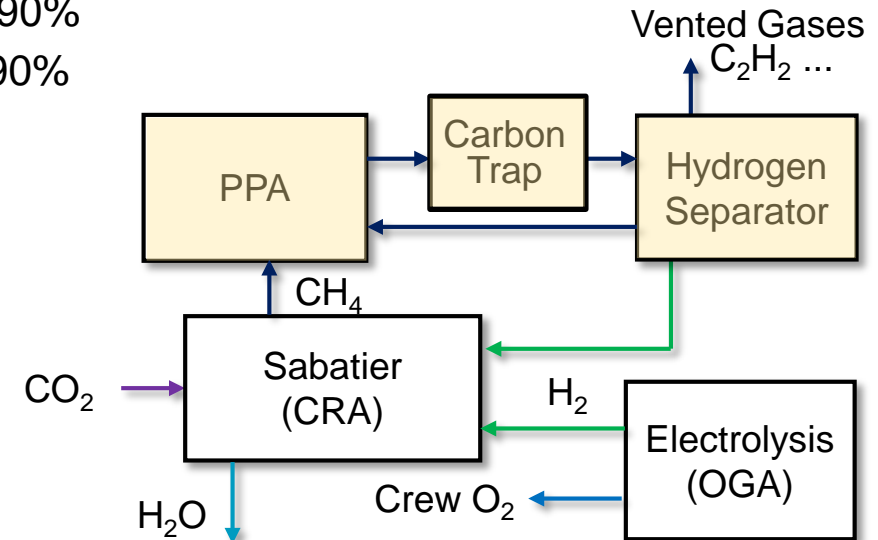 90%
90%
Vented Gases
C₂H₂ ...
Carbon
Trap
PPA
Hydrogen
Separator
CH₄
Sabatier
(CRA)
CO₂
H₂
Electrolysis
(OGA)
Crew O₂
H₂O